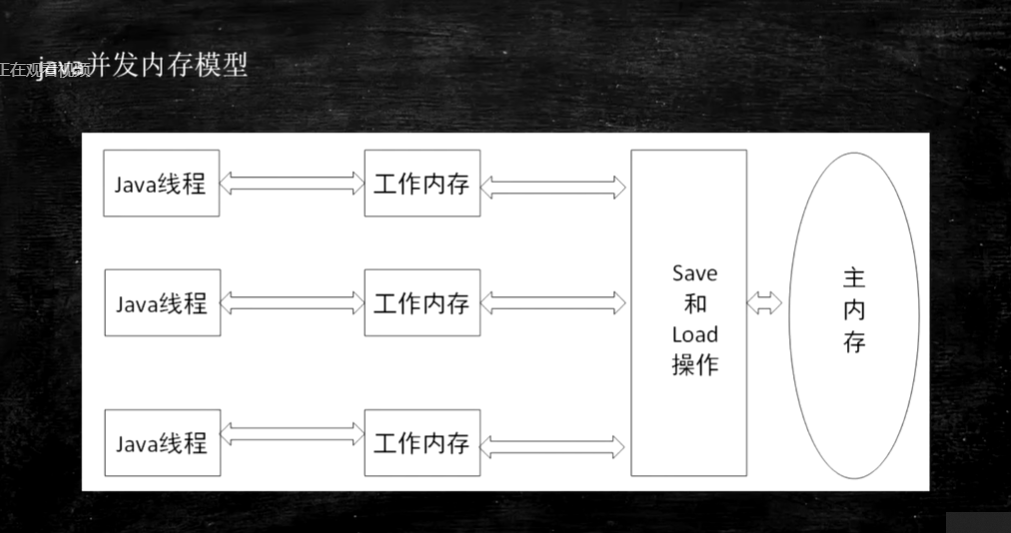 java并发内存模型
正在观看视频
Java线程
工作内存
Java线程
工作内存
Java线程
工作内存
Save
和
Load
操作
主
内
存